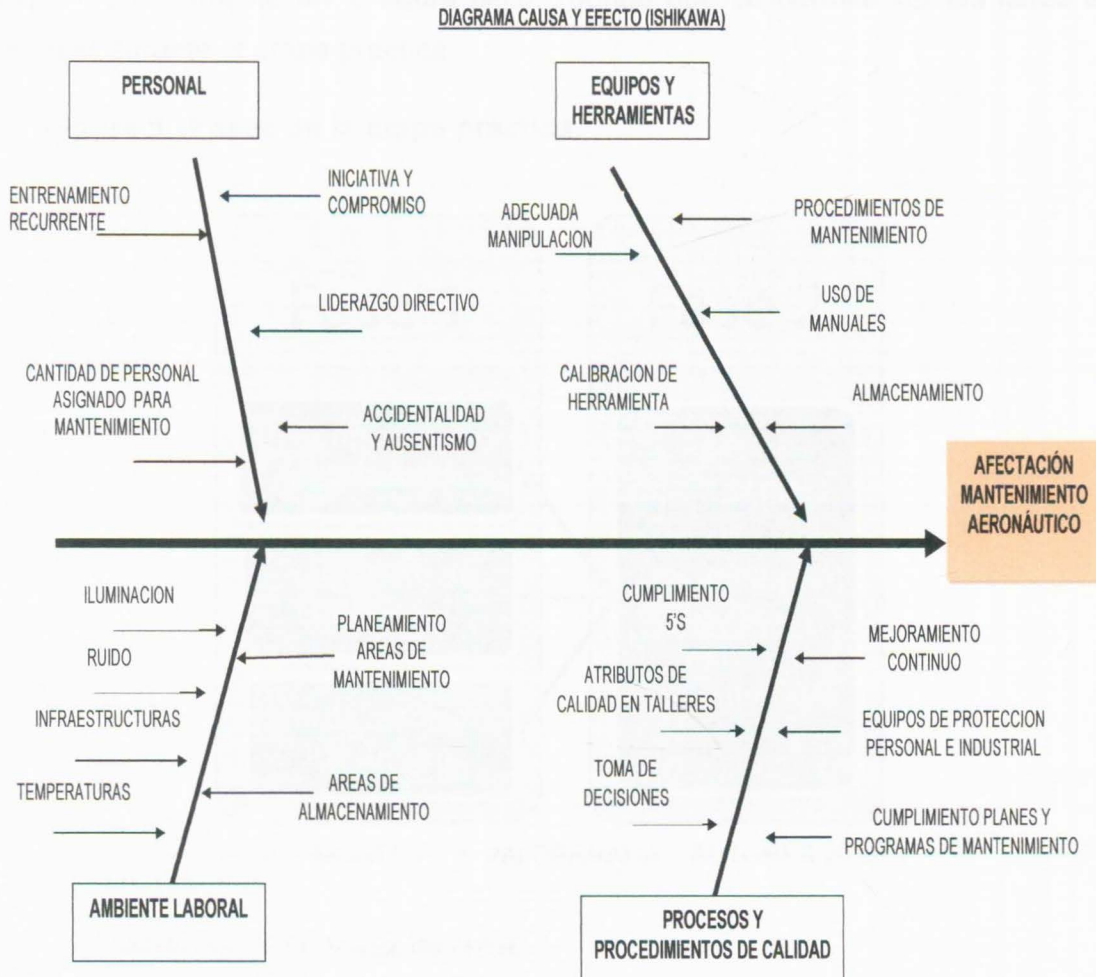 DIAGRAMA CAUSA Y EFECTO (ISHIKAWA)
PERSONAL
EQUIPOS Y
HERRAMIENTAS
ENTRENAMIENTO
RECURRENTE
INICIATIVA Y
COMPROMISO
LIDERAZGO DIRECTIVO
CANTIDAD DE PERSONAL
ASIGNADO PARA
MANTENIMIENTO
ACCIDENTALIDAD
Y AUSENTISMO
ADECUADA
MANIPULACION
PROCEDIMIENTOS DE
MANTENIMIENTO
USO DE
MANUALES
CALIBRACION DE
HERRAMIENTA
ALMACENAMIENTO
AFECTACIÓN
MANTENIMIENTO
AERONÁUTICO
ILUMINACION
RUIDO
INFRAESTRUCTURAS
TEMPERATURAS
PLANEAMIENTO
AREAS DE
MANTENIMIENTO
AREAS DE
ALMACENAMIENTO
CUMPLIMIENTO
5'S
ATRIBUTOS DE
CALIDAD EN TALLERES
TOMA DE
DECISIONES
MEJORAMIENTO
CONTINUO
EQUIPOS DE PROTECCION
PERSONAL E INDUSTRIAL
CUMPLIMIENTO PLANES Y
PROGRAMAS DE MANTENIMIENTO
AMBIENTE LABORAL
PROCESOS Y
PROCEDIMIENTOS DE CALIDAD